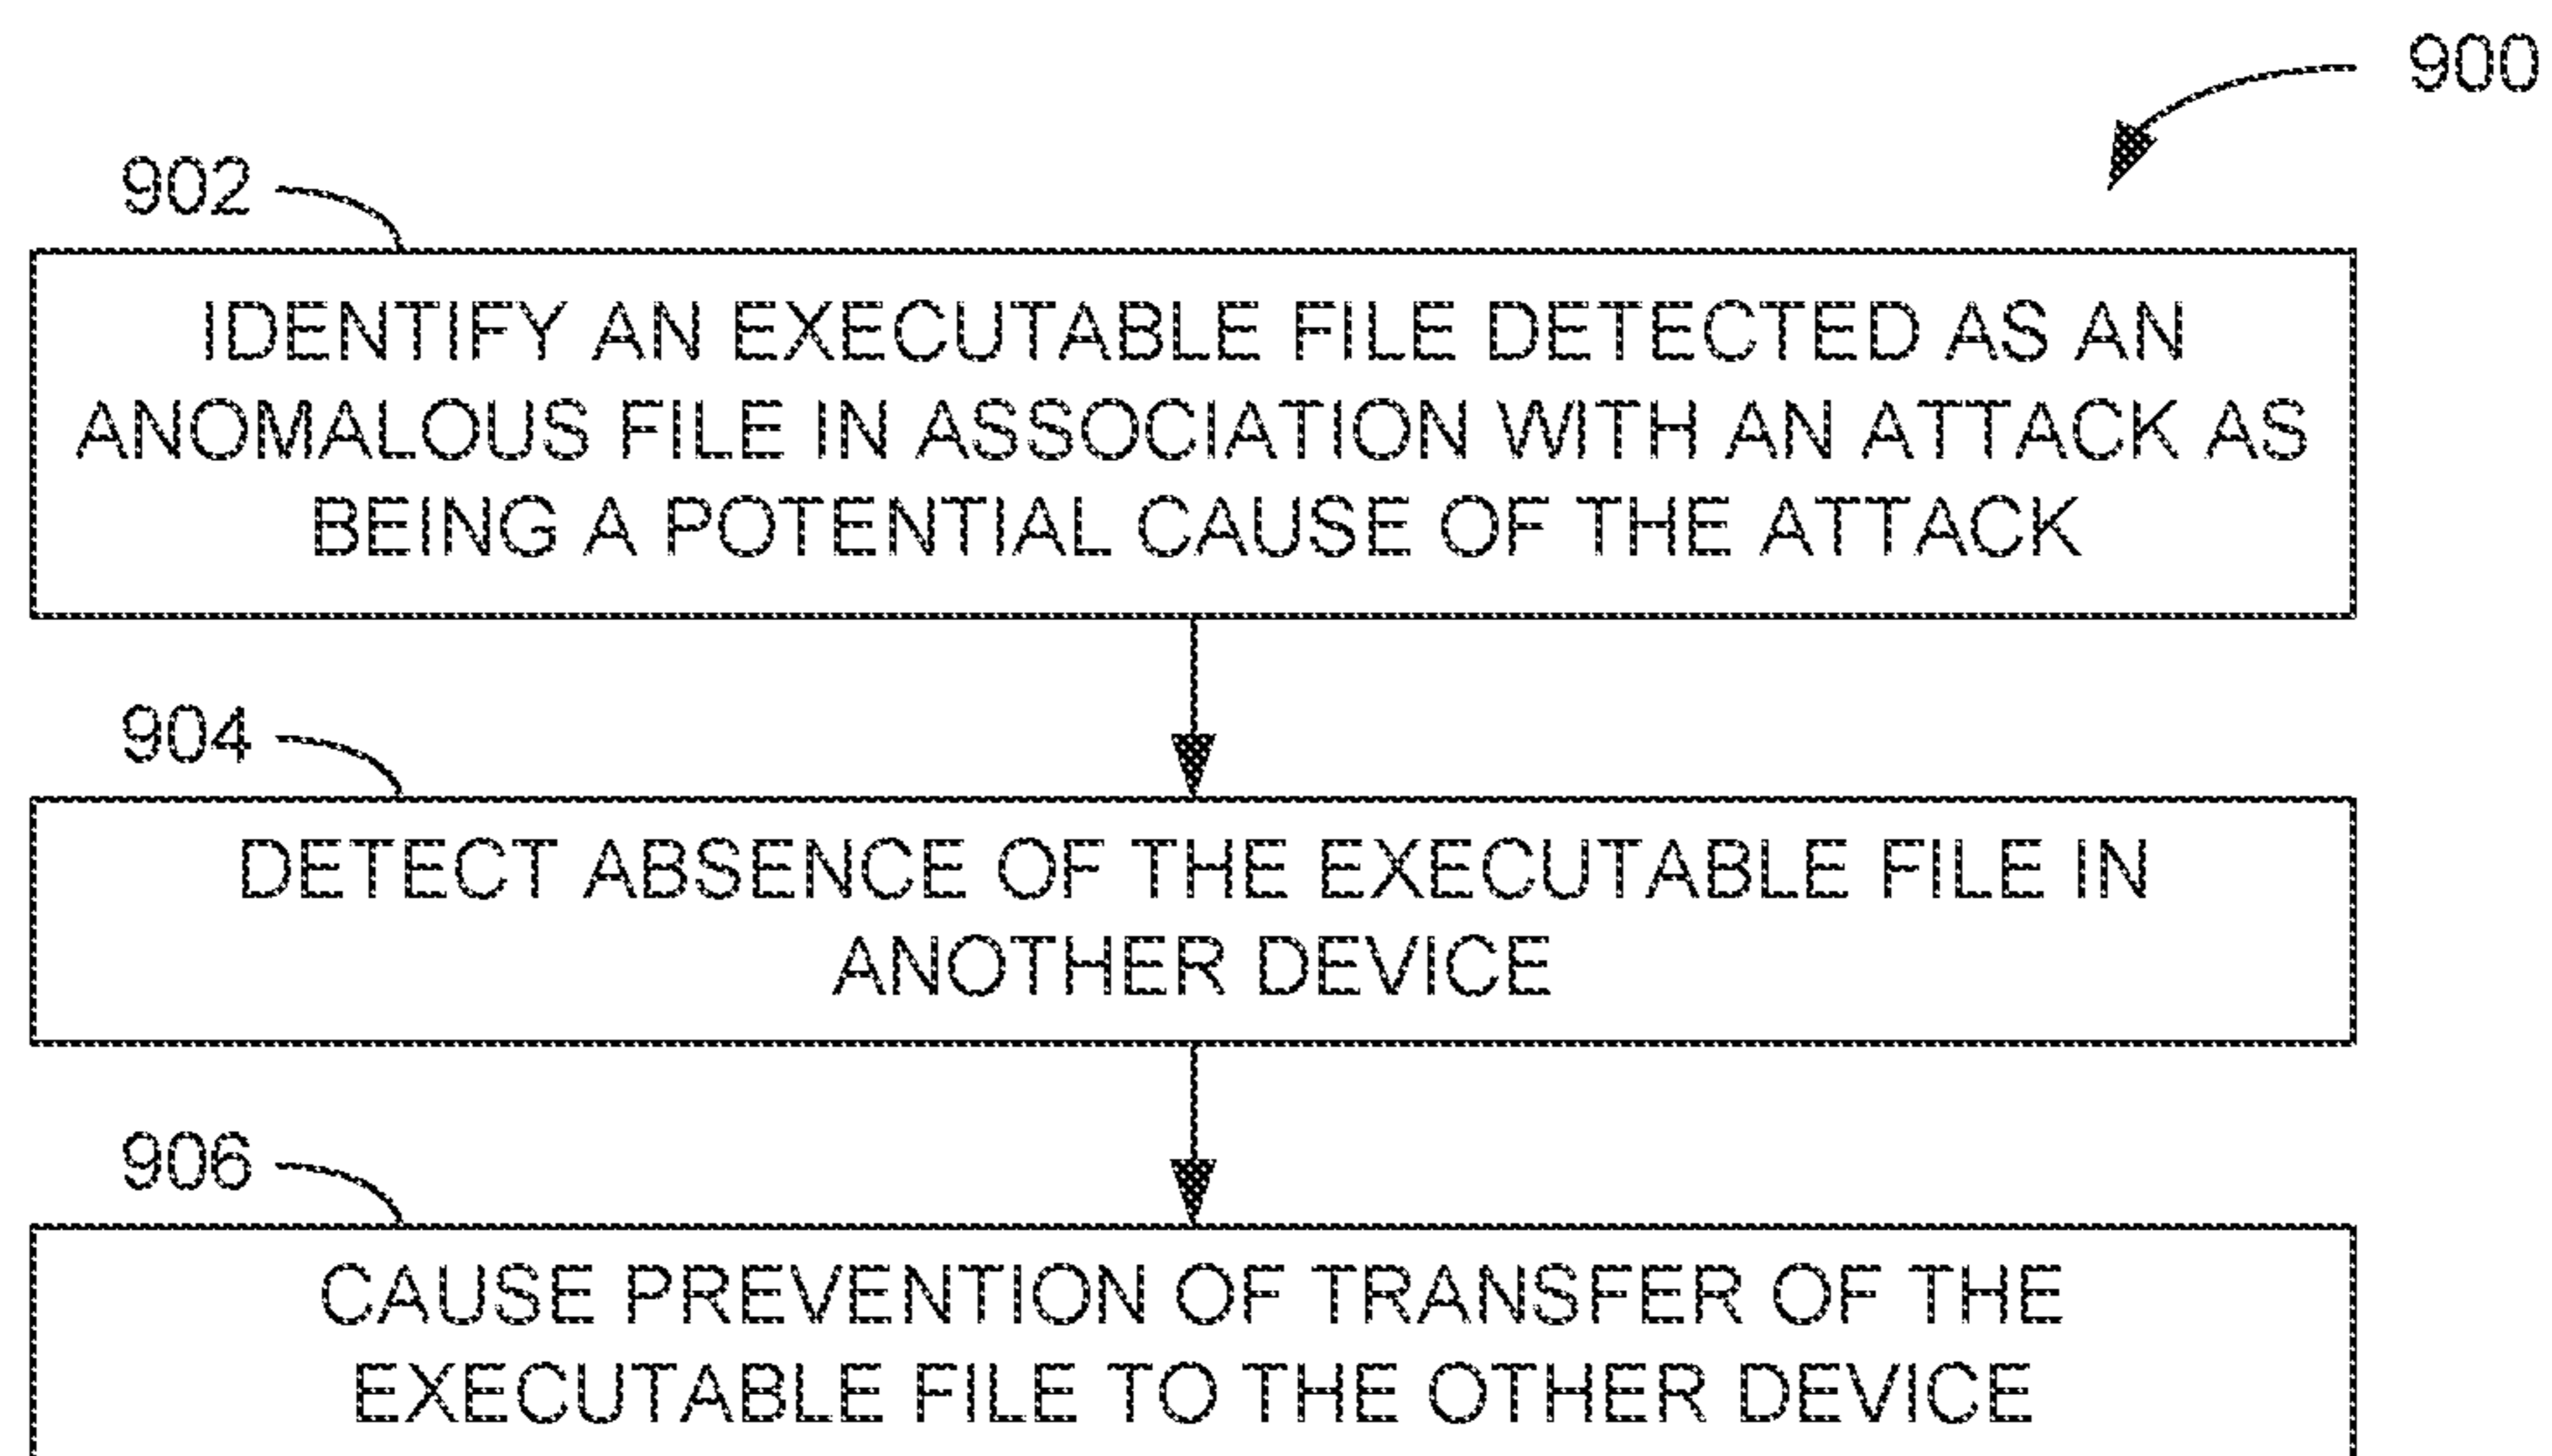 900
902
IDENTIFY AN EXECUTABLE FILE DETECTED AS AN
ANOMALOUS FILE IN ASSOCIATION WITH AN ATTACK AS
BEING A POTENTIAL CAUSE OF THE ATTACK
904
DETECT ABSENCE OF THE EXECUTABLE FILE IN
ANOTHER DEVICE
906
CAUSE PREVENTION OF TRANSFER OF THE
EXECUTABLE FILE TO THE OTHER DEVICE